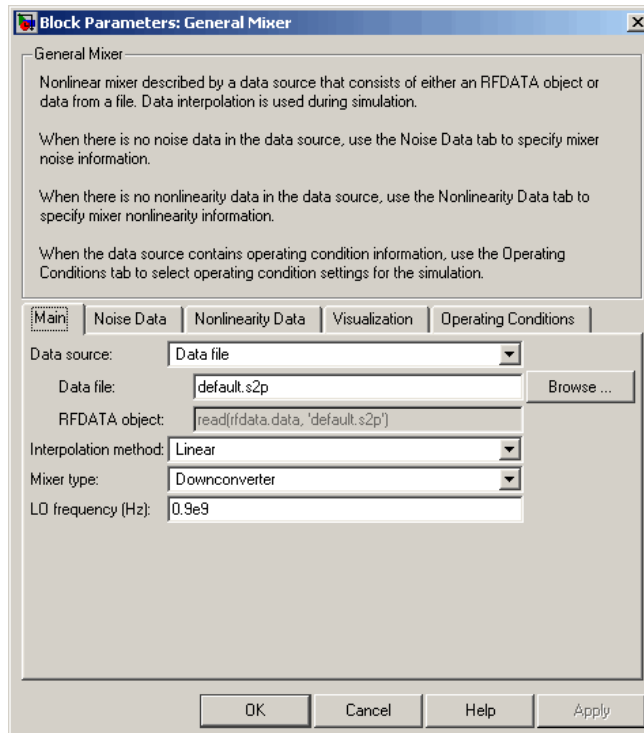 Block Parameters: General Mixer
General Mixer
Nonlinear mixer described by a data source that consists of either an RFDATA object or
data from a file. Data interpolation is used during simulation.
When there is no noise data in the data source, use the Noise Data tab to specify mixer
noise information.
When there is no nonlinearity data in the data source, use the Nonlinearity Data tab to
specify mixer nonlinearity information.
When the data source contains operating condition information, use the Operating
Conditions tab to select operating condition settings for the simulation.
Main Noise Data Nonlinearity Data Visualization Operating Conditions
Data source: Data file
Data file: default.s2p Browse ...
RFDATA object: read(rfdata.data, 'default.s2p')
Interpolation method: Linear
Mixer type: Downconverter
LO frequency (Hz): 0.9e9
OK Cancel Help Apply